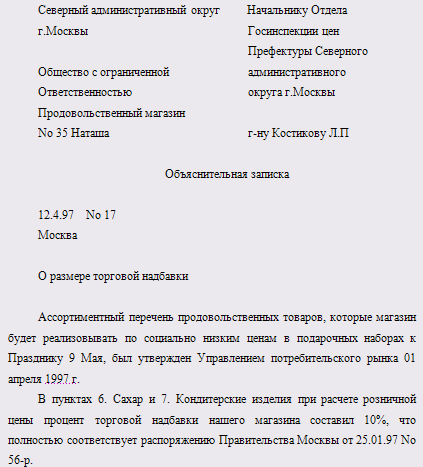 Северный административный округ
г.Москвы
Общество с ограниченной
Ответственностью
Продовольственный магазин
No 35 Наташа
Начальнику Отдела
Госинспекции цен
Префектуры Северного
административного
округа г.Москвы
г-ну Костикову Л.П
Объяснительная записка
12.4.97 No 17
Москва
О размере торговой надбавки
Ассортиментный перечень продовольственных товаров, которые магазин
будет реализовывать по социально низким ценам в подарочных наборах к
Празднику 9 Мая, был утвержден Управлением потребительского рынка 01
апреля 1997.г.
В пунктах 6. Сахар и 7. Кондитерские изделия при расчете розничной
цены процент торговой надбавки нашего магазина составил 10%, что
полностью соответствует распоряжению Правительства Москвы от 25.01.97 No
56-р.